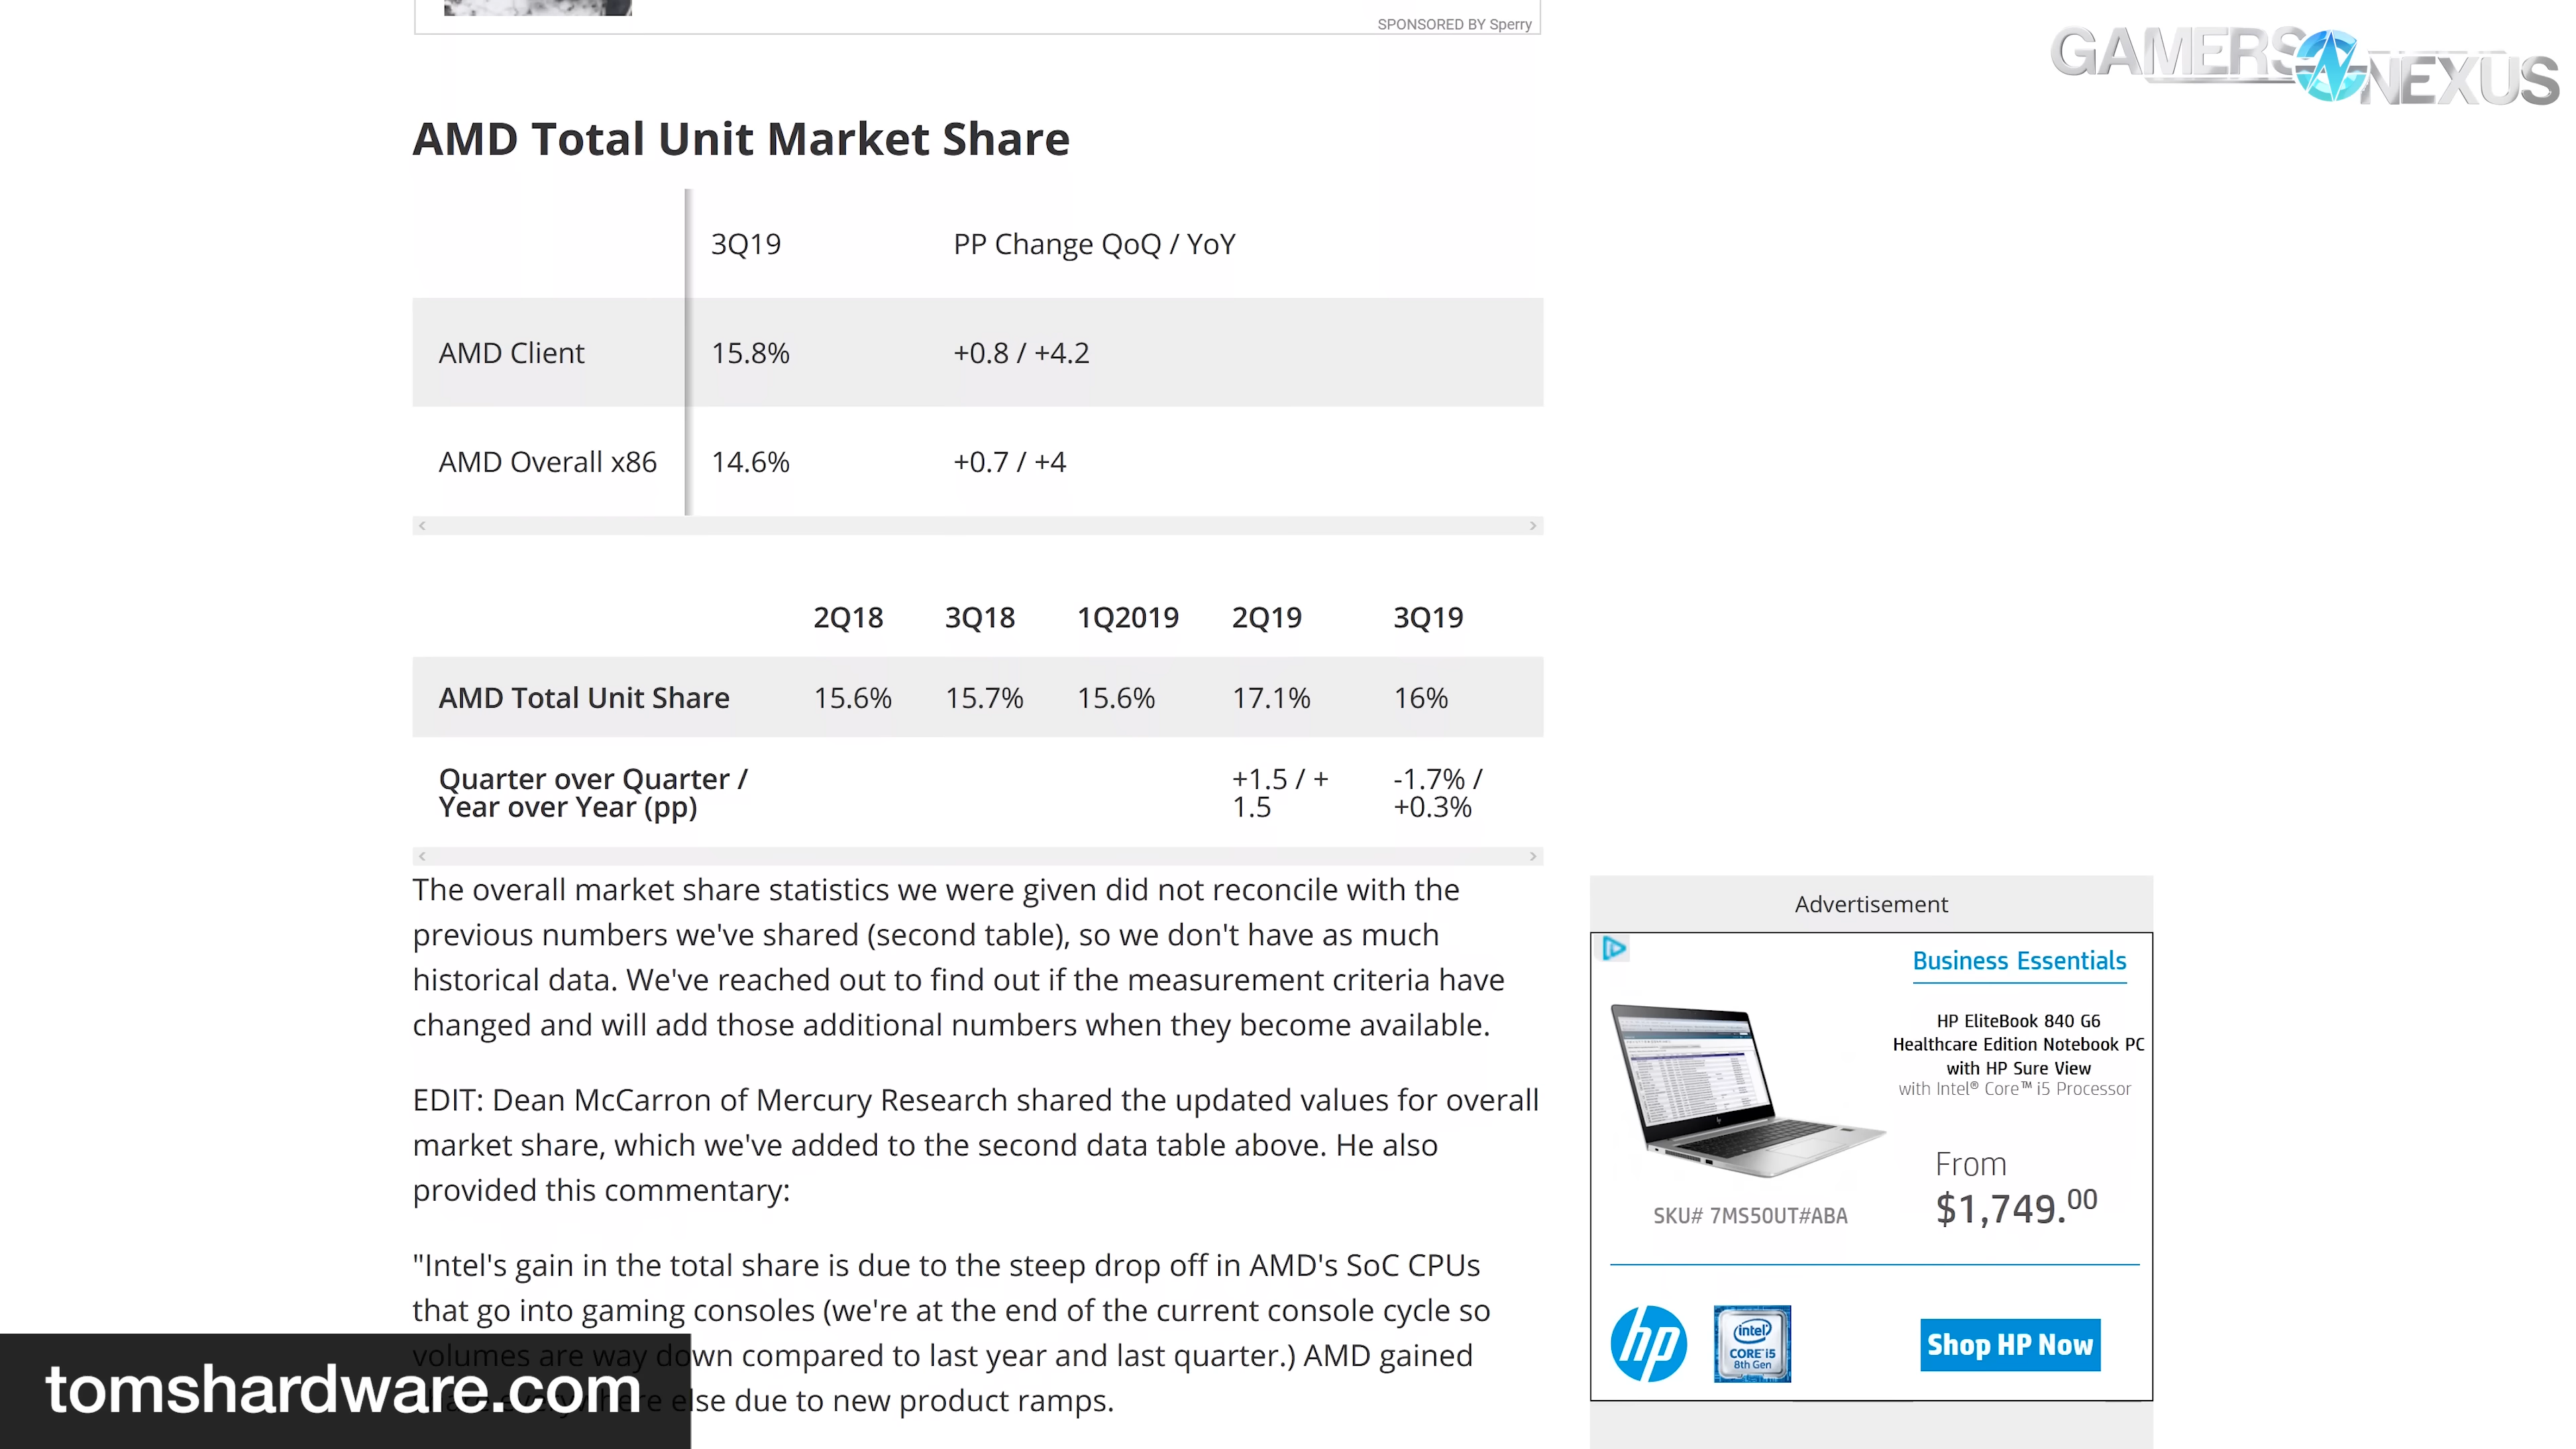 SPONSORED BY Sperry
GAMERS NEXUS
AMD Total Unit Market Share
3Q19 PP Change QoQ / YoY
AMD Client 15.8% +0.8 / +4.2
AMD Overall x86 14.6% +0.7 / +4
2Q18 3Q18 1Q2019 2Q19 3Q19
AMD Total Unit Share 15.6% 15.7% 15.6% 17.1% 16%
Quarter over Quarter / +1.5 / + -1.7% /
Year over Year (pp) 1.5 +0.3%
The overall market share statistics we were given did not reconcile with the
previous numbers we've shared (second table), so we don't have as much
historical data. We've reached out to find out if the measurement criteria have
changed and will add those additional numbers when they become available.
EDIT: Dean McCarron of Mercury Research shared the updated values for overall
market share, which we've added to the second data table above. He also
provided this commentary:
"Intel's gain in the total share is due to the steep drop off in AMD's SoC CPUs
that go into gaming consoles (we're at the end of the current console cycle so
volumes are way down compared to last year and last quarter.) AMD gained
else due to new product ramps.
tomshardware.com
Advertisement
Business Essentials
HP EliteBook 840 G6
Healthcare Edition Notebook PC
with HP Sure View
with Intel® Core™ i5 Processor
From
$1,749.00
SKU# 7MS50UT#ABA
hp
intel
CORE i5
8th Gen
Shop HP Now